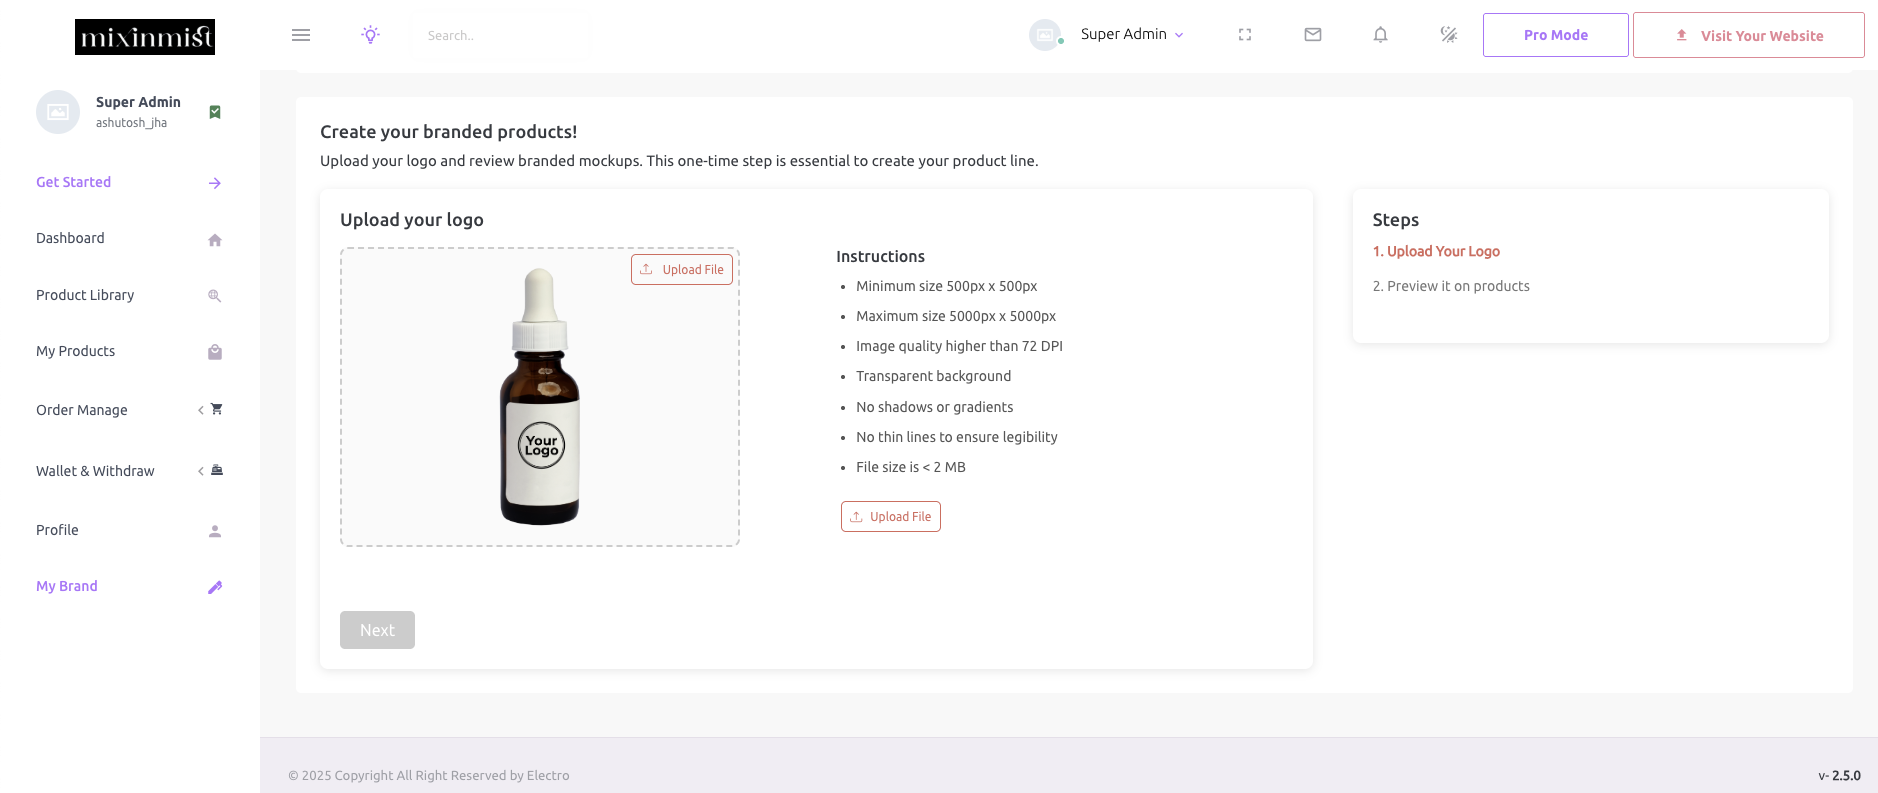 mixinmist
Search..
Super Admin
Pro Mode
Visit Your Website
Super Admin
ashutosh_jha
Get Started
Dashboard
Product Library
My Products
Order Manage
Wallet & Withdraw
Profile
My Brand
Create your branded products!
Upload your logo and review branded mockups. This one-time step is essential to create your product line.
Upload your logo
Upload File
Your
Logo
Instructions
• Minimum size 500px x 500px
• Maximum size 5000px x 5000px
• Image quality higher than 72 DPI
• Transparent background
• No shadows or gradients
• No thin lines to ensure legibility
• File size is < 2 MB
Upload File
Next
Steps
1. Upload Your Logo
2. Preview it on products
© 2025 Copyright All Right Reserved by Electro
v- 2.5.0